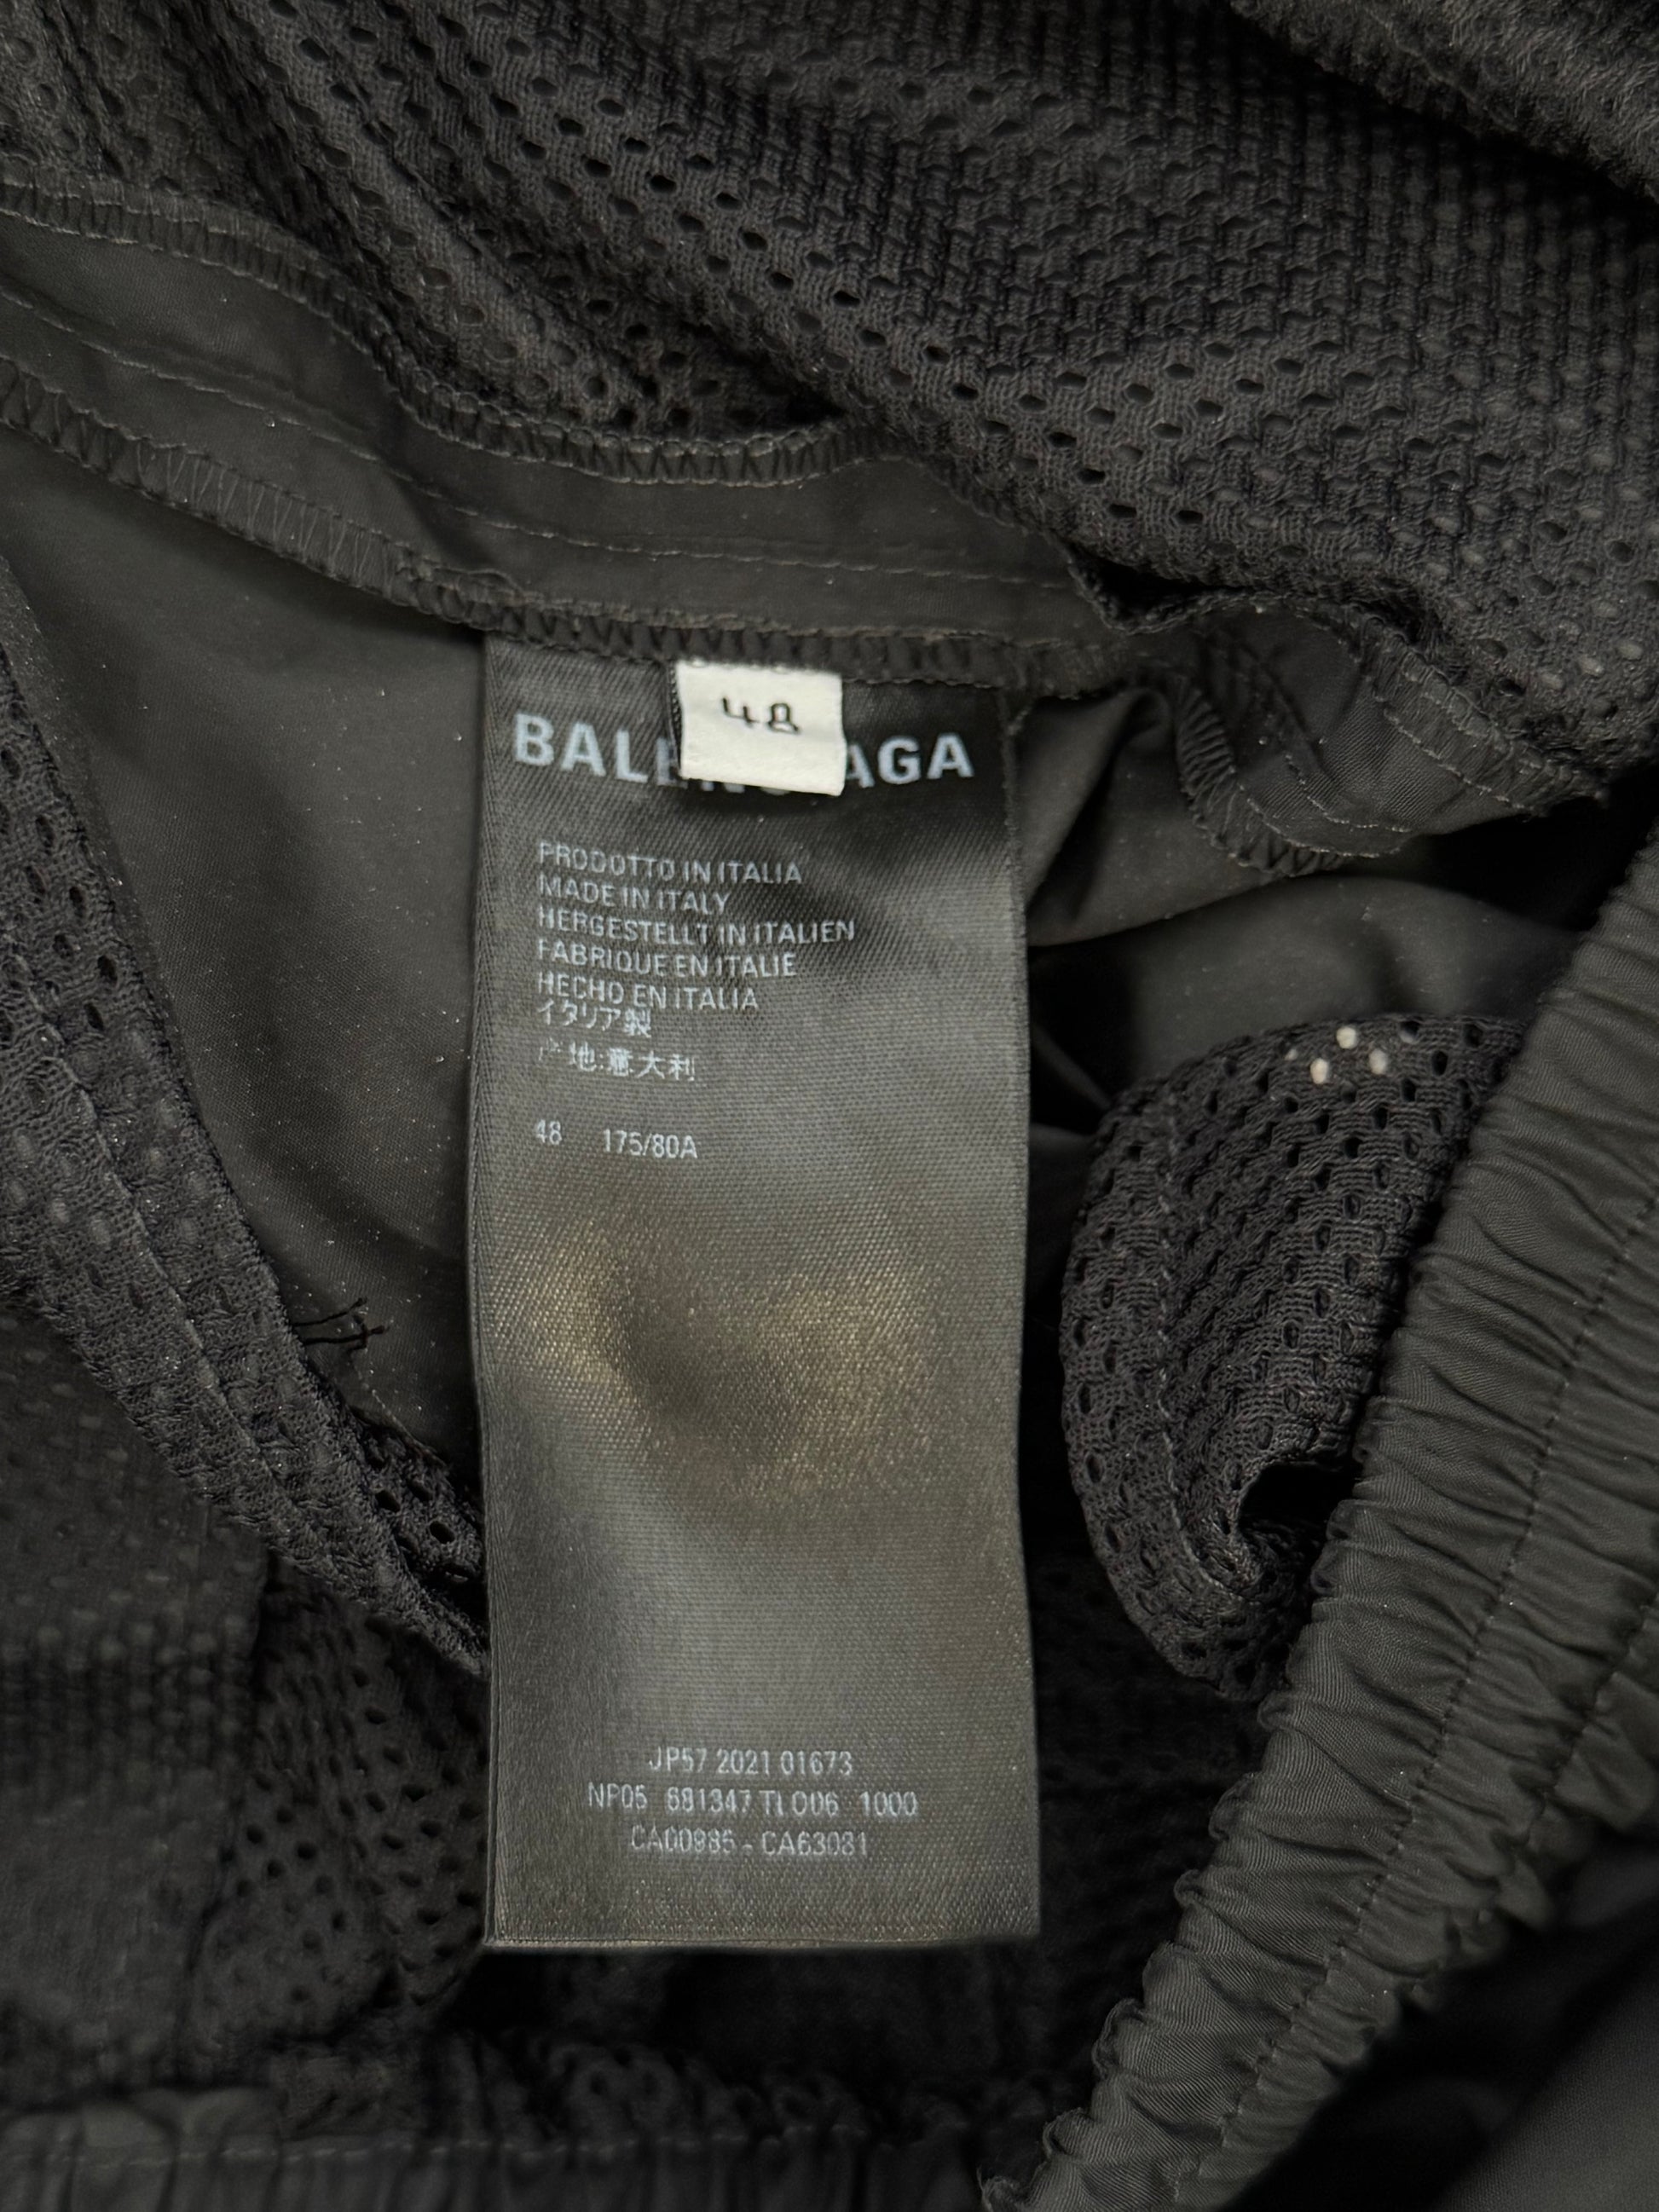 48
BALENCIAGA
PRODOTTO IN ITALIA
MADE IN ITALY
HERGESTELLT IN ITALIEN
FABRIQUE EN ITALIE
HECHO EN ITALIA
イタリア製
产地:意大利
48 175/80A
JP57 2021 01673
NP05 681347 TLO06 1000
CA00985 - CA63081